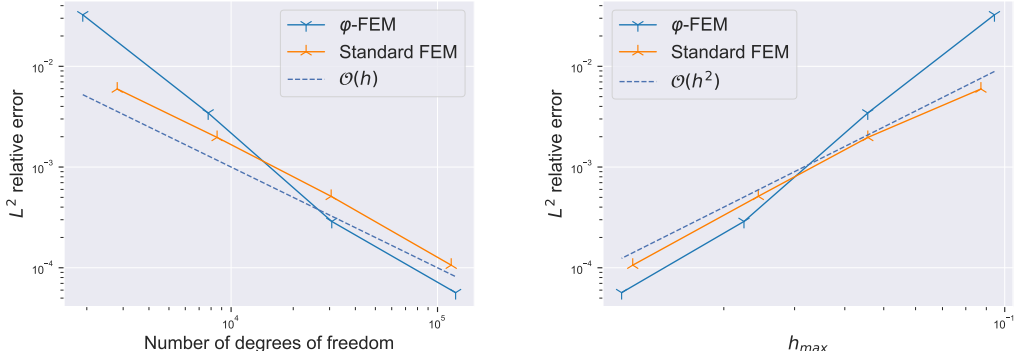 φ-FEM
Standard FEM
𝒪(h)
10⁻²
10⁻³
10⁻⁴
L² relative error
10⁴
10⁵
Number of degrees of freedom
φ-FEM
Standard FEM
𝒪(h²)
10⁻²
10⁻³
10⁻⁴
L² relative error
10⁻¹
hₘₐₓ